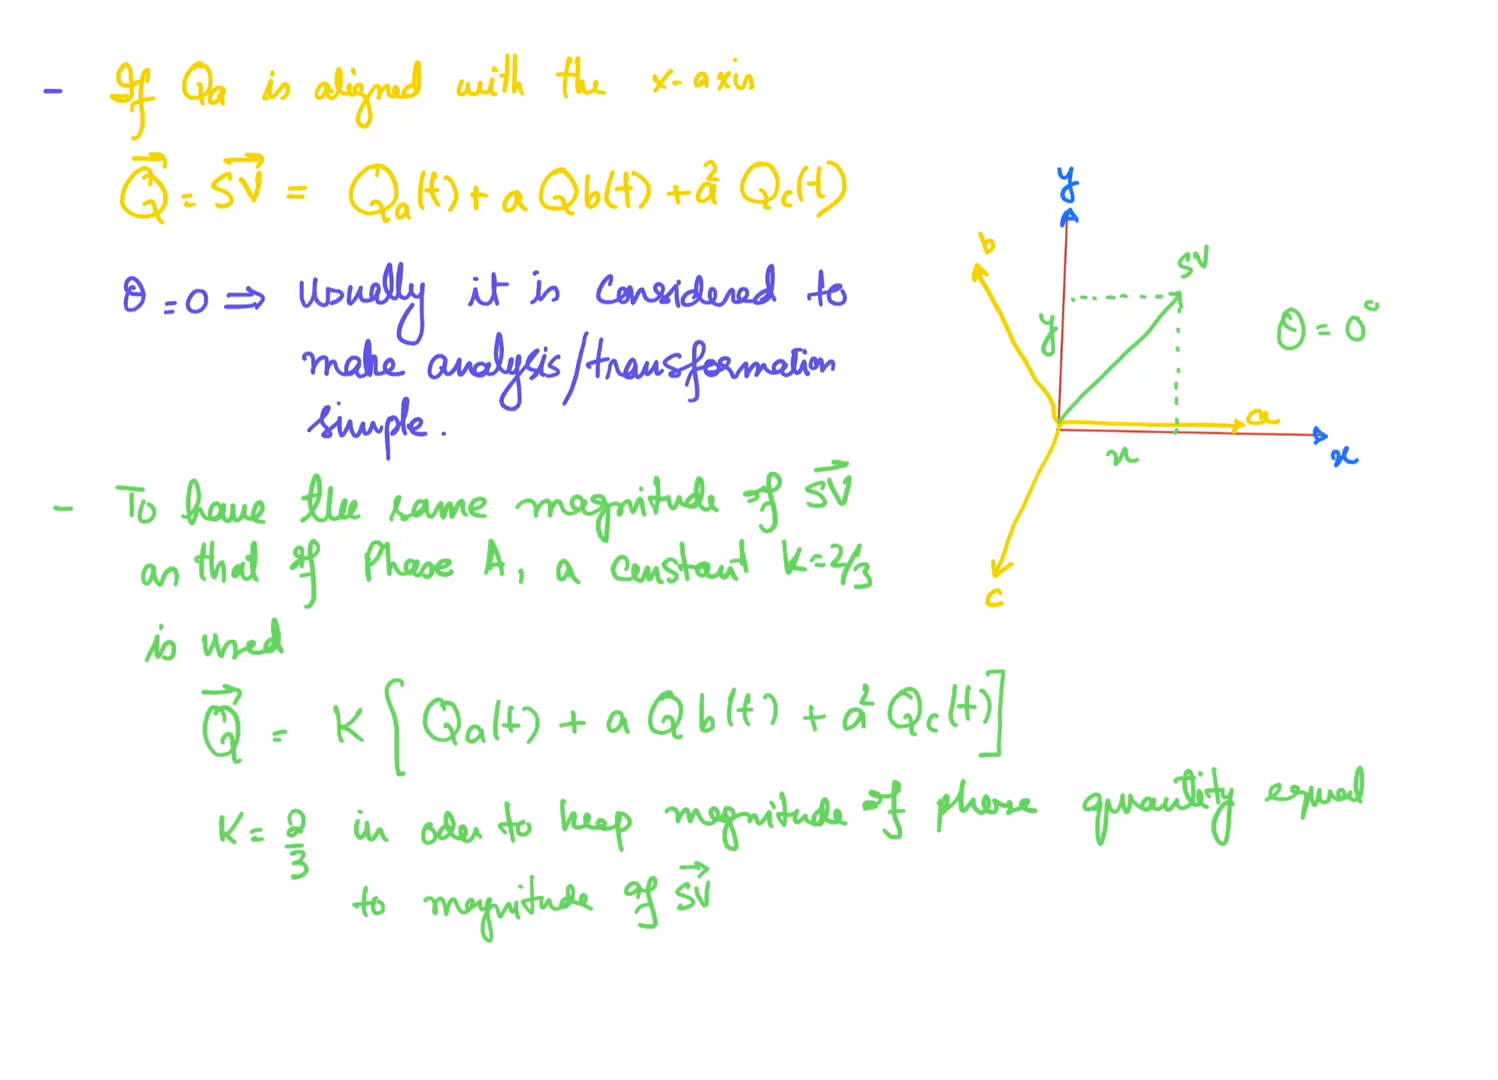 - If Qa is aligned with the x-axis
Q⃗ = SV⃗ = Qa(t) + a Qb(t) + a² Qc(t)
θ = 0 ⇒ Usually it is considered to
make analysis/transformation
simple.
- To have the same magnitude of SV⃗
as that of Phase A, a constant K=2/3
is used
Q⃗ = K [Qa(t) + a Qb(t) + a² Qc(t)]
K = 2/3 in oder to keep magnitude of phase quantity equal
to magnitude of SV⃗
y
b
SV
y
θ = 0°
a
x
x
c